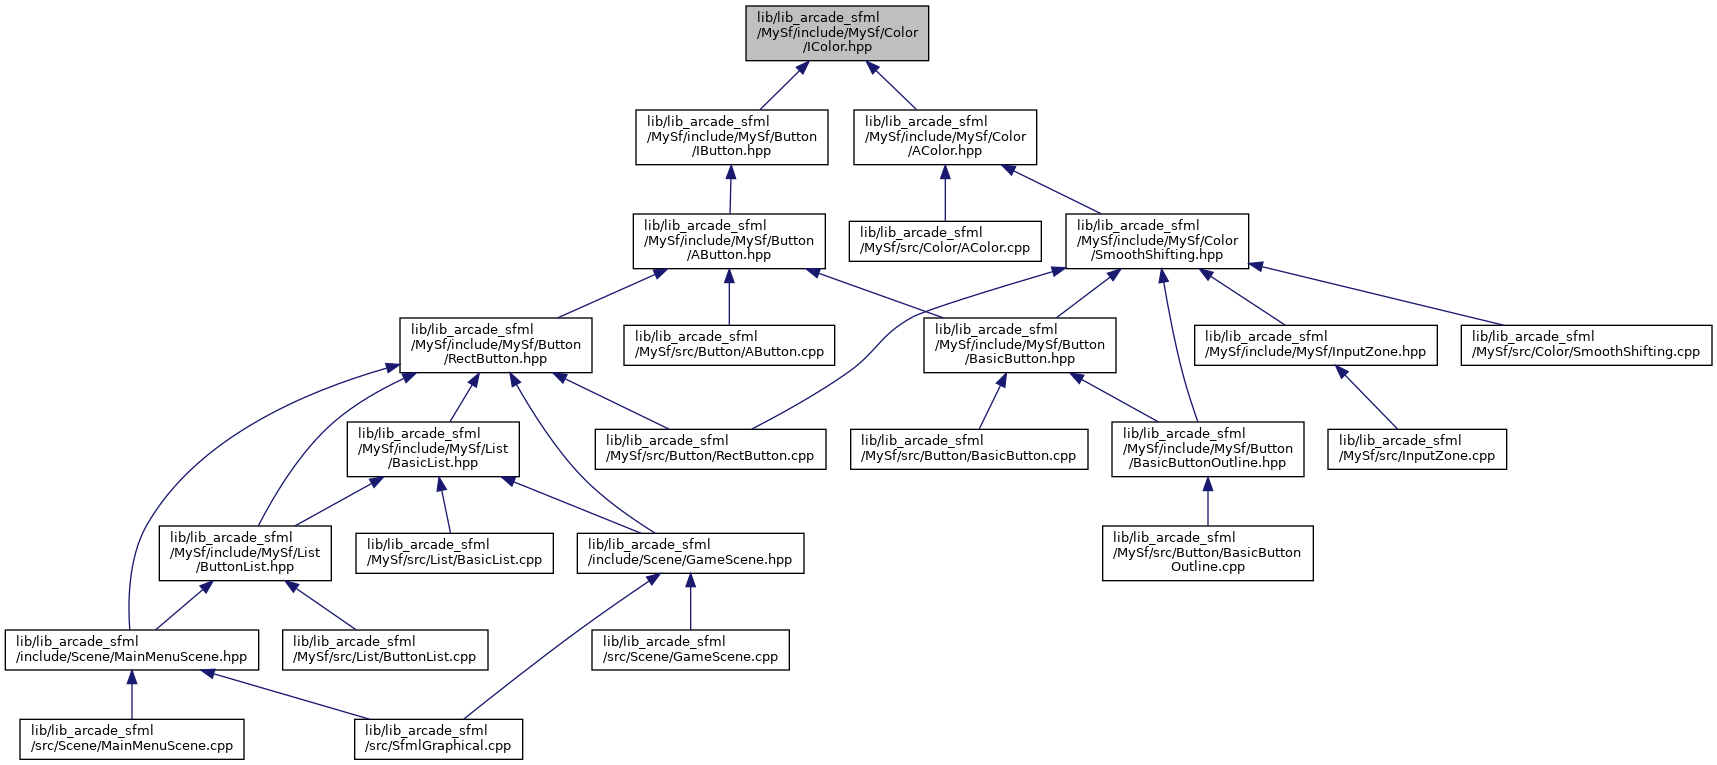 lib/lib_arcade_sfml
/MySf/include/MySf/Color
/IColor.hpp
lib/lib_arcade_sfml
/MySf/include/MySf/Button
/IButton.hpp
lib/lib_arcade_sfml
/MySf/include/MySf/Color
/AColor.hpp
lib/lib_arcade_sfml
/MySf/include/MySf/Button
/AButton.hpp
lib/lib_arcade_sfml
/MySf/src/Color/AColor.cpp
lib/lib_arcade_sfml
/MySf/include/MySf/Color
/SmoothShifting.hpp
lib/lib_arcade_sfml
/MySf/include/MySf/Button
/RectButton.hpp
lib/lib_arcade_sfml
/MySf/src/Button/AButton.cpp
lib/lib_arcade_sfml
/MySf/include/MySf/Button
/BasicButton.hpp
lib/lib_arcade_sfml
/MySf/include/MySf/InputZone.hpp
lib/lib_arcade_sfml
/MySf/src/Color/SmoothShifting.cpp
lib/lib_arcade_sfml
/MySf/include/MySf/List
/BasicList.hpp
lib/lib_arcade_sfml
/MySf/src/Button/RectButton.cpp
lib/lib_arcade_sfml
/MySf/src/Button/BasicButton.cpp
lib/lib_arcade_sfml
/MySf/include/MySf/Button
/BasicButtonOutline.hpp
lib/lib_arcade_sfml
/MySf/src/InputZone.cpp
lib/lib_arcade_sfml
/MySf/include/MySf/List
/ButtonList.hpp
lib/lib_arcade_sfml
/MySf/src/List/BasicList.cpp
lib/lib_arcade_sfml
/include/Scene/GameScene.hpp
lib/lib_arcade_sfml
/MySf/src/Button/BasicButton
Outline.cpp
lib/lib_arcade_sfml
/include/Scene/MainMenuScene.hpp
lib/lib_arcade_sfml
/MySf/src/List/ButtonList.cpp
lib/lib_arcade_sfml
/src/Scene/GameScene.cpp
lib/lib_arcade_sfml
/src/Scene/MainMenuScene.cpp
lib/lib_arcade_sfml
/src/SfmlGraphical.cpp